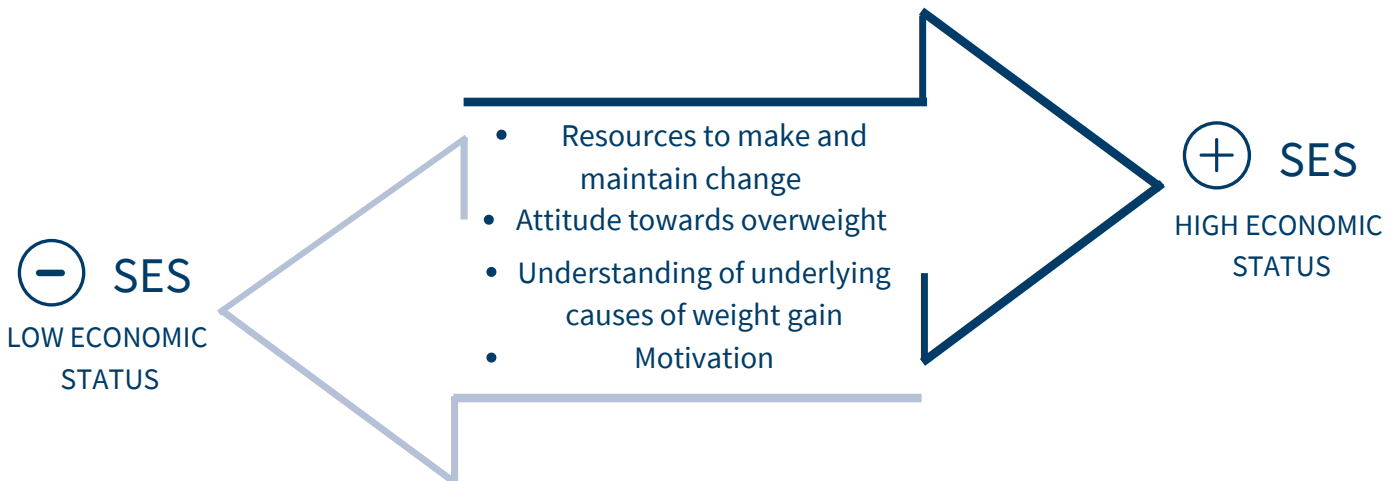 • Resources to make and
maintain change
• Attitude towards overweight
• Understanding of underlying
causes of weight gain
• Motivation
+ SES
HIGH ECONOMIC
STATUS
- SES
LOW ECONOMIC
STATUS